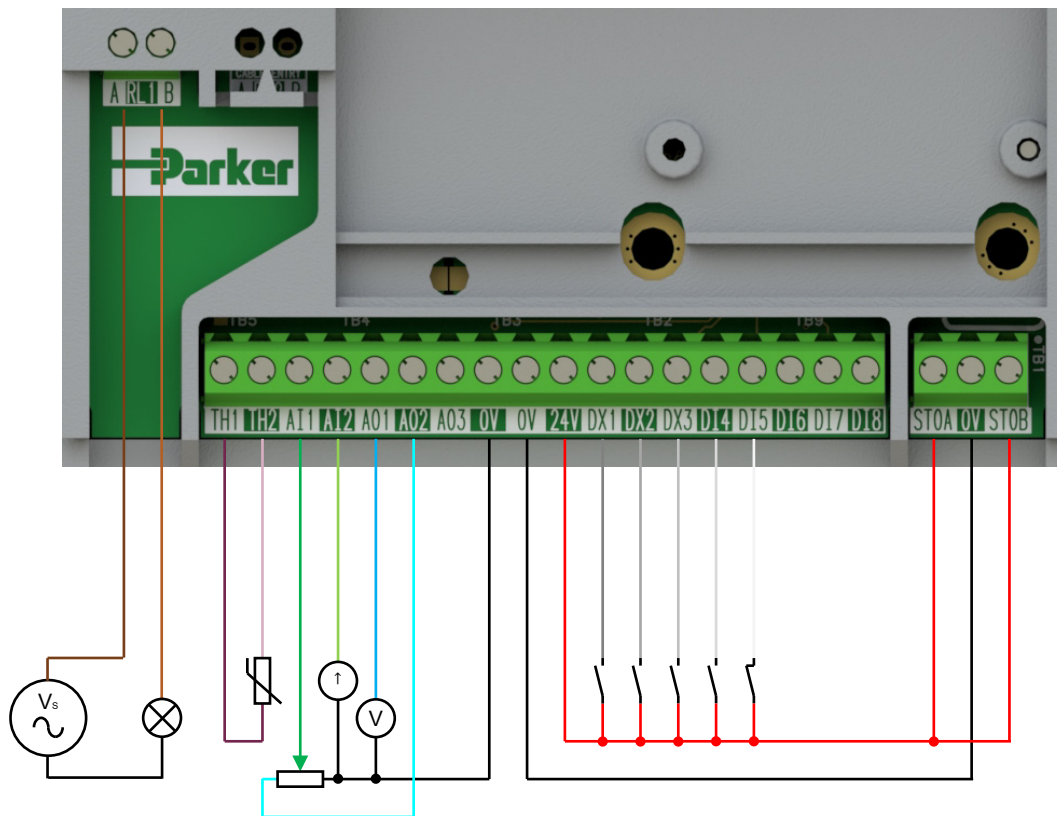 CABLE ENTRY
A RL1 B
Parker
TB5 TB4 TB3 TB2 TB9
TB1
TH1 TH2 AI1 AI2 AO1 AO2 AO3 0V 0V 24V DX1 DX2 DX3 DI4 DI5 DI6 DI7 DI8
STOA 0V STOB
Vs
↑
V